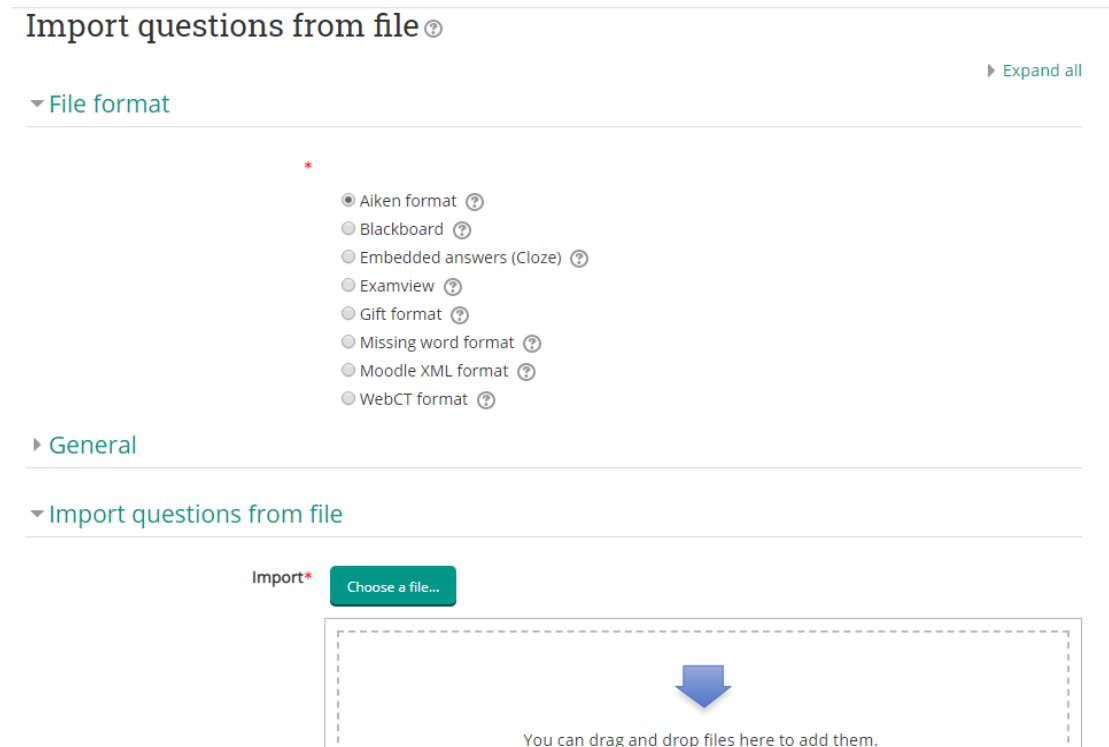 Import questions from file
Expand all
File format
*
Aiken format
Blackboard
Embedded answers (Cloze)
Examview
Gift format
Missing word format
Moodle XML format
WebCT format
General
Import questions from file
Import* Choose a file...
You can drag and drop files here to add them.